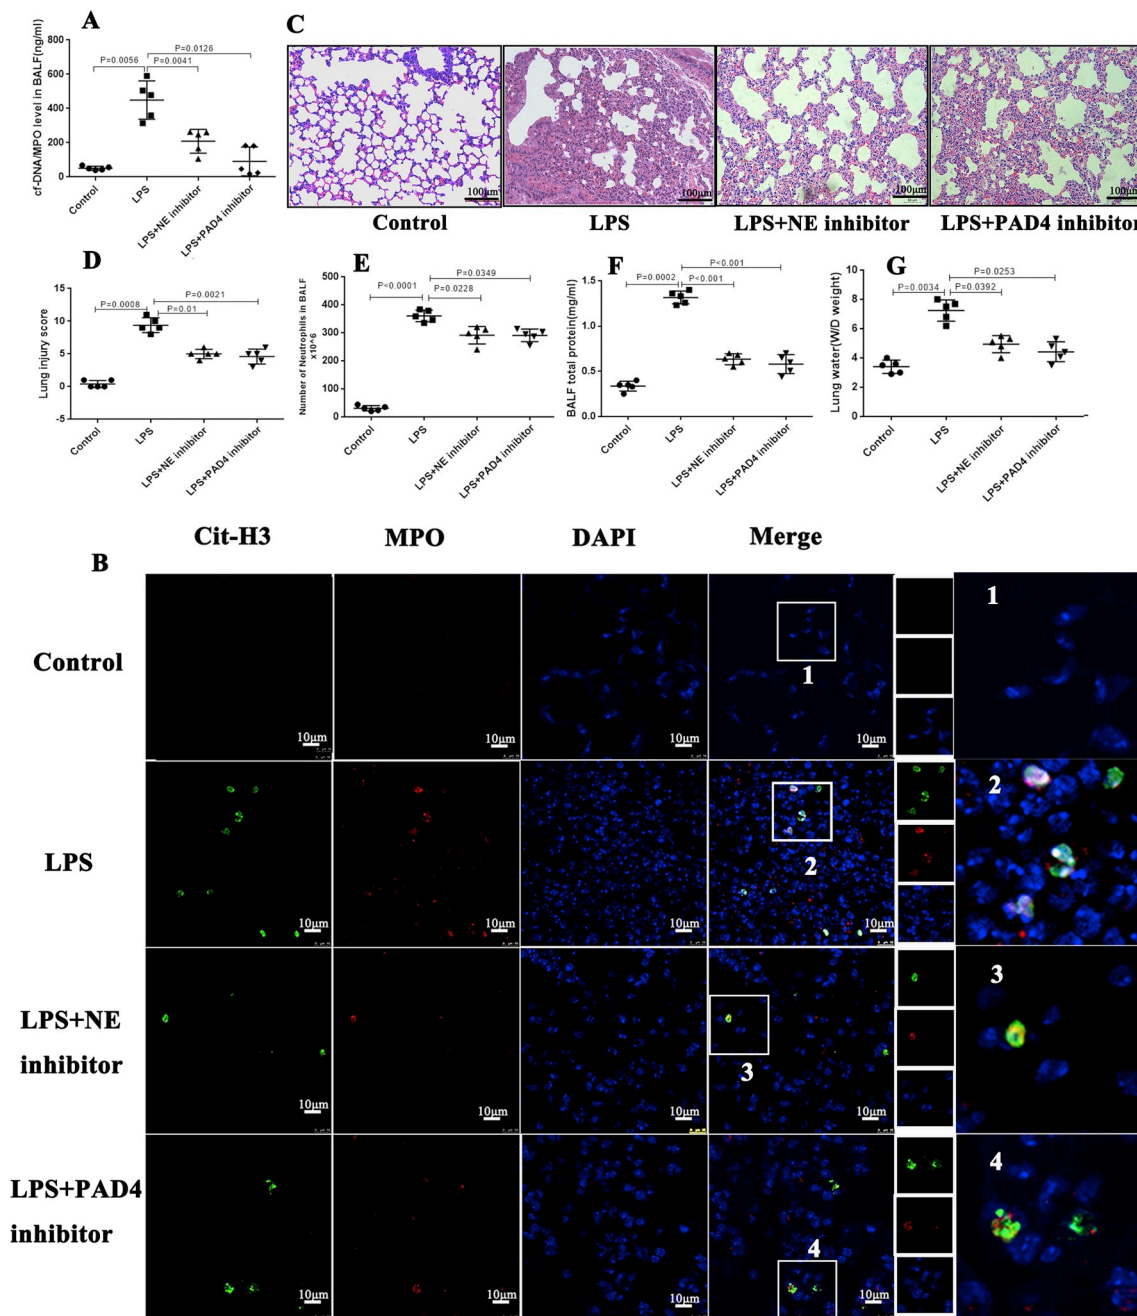 A
cf-DNA/MPO level in BALF(ng/ml)
800
600
400
200
0
P=0.0126
P=0.0056
P=0.0041
Control
LPS
LPS+NE inhibitor
LPS+PAD4 inhibitor
C
100μm
100μm
100μm
100μm
Control
LPS
LPS+NE inhibitor
LPS+PAD4 inhibitor
D
Lung injury score
15
10
5
0
-5
P=0.0021
P=0.0008
P=0.01
Control
LPS
LPS+NE inhibitor
LPS+PAD4 inhibitor
E
Number of Neutrophils in BALF
×10^6
500
400
300
200
100
0
P=0.0349
P<0.0001
P=0.0228
Control
LPS
LPS+NE inhibitor
LPS+PAD4 inhibitor
F
BALF total protein(mg/ml)
1.5
1.0
0.5
0.0
P<0.001
P=0.0002
P<0.001
Control
LPS
LPS+NE inhibitor
LPS+PAD4 inhibitor
G
Lung water(W/D weight)
10
8
6
4
2
0
P=0.0253
P=0.0034
P=0.0392
Control
LPS
LPS+NE inhibitor
LPS+PAD4 inhibitor
B
Cit-H3
MPO
DAPI
Merge
Control
10μm
10μm
10μm
10μm
1
1
LPS
10μm
10μm
10μm
10μm
2
2
LPS+NE
inhibitor
10μm
10μm
10μm
10μm
3
3
LPS+PAD4
inhibitor
10μm
10μm
10μm
10μm
4
4